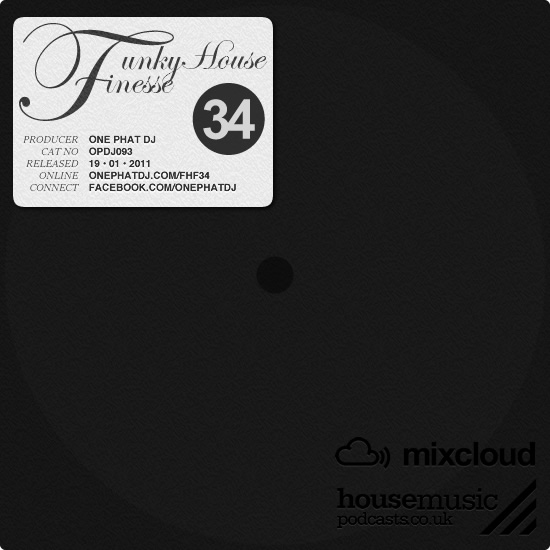 Funky House
Finesse
34
PRODUCER ONE PHAT DJ
CAT NO OPDJ093
RELEASED 19 • 01 • 2011
ONLINE ONEPHATDJ.COM/FHF34
CONNECT FACEBOOK.COM/ONEPHATDJ
mixcloud
housemusic
podcasts.co.uk